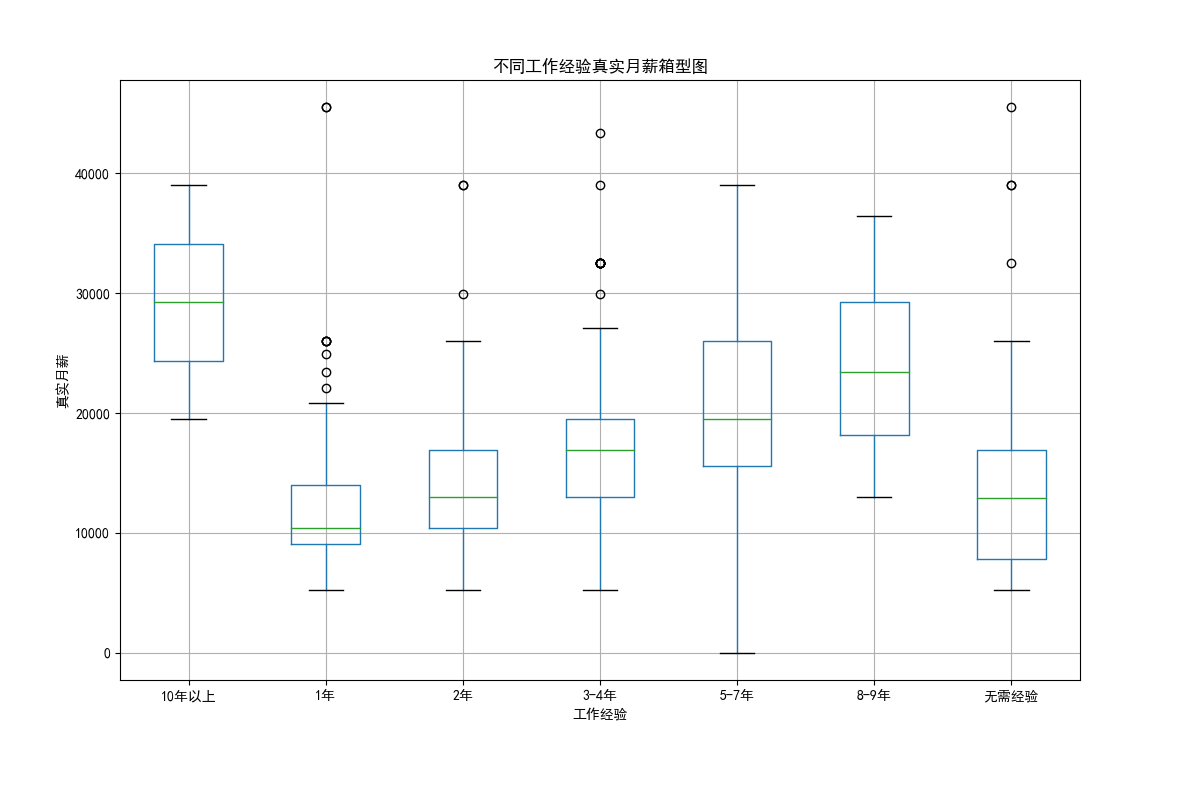 不同工作经验真实月薪箱型图
真实月薪
40000
30000
20000
10000
0
10年以上
1年
2年
3-4年
5-7年
8-9年
无需经验
工作经验